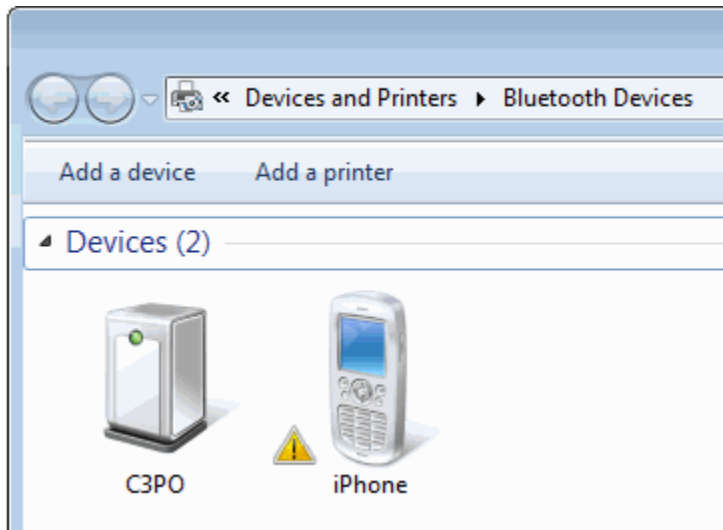 « Devices and Printers ▸ Bluetooth Devices
Add a device Add a printer
Devices (2)
C3PO iPhone